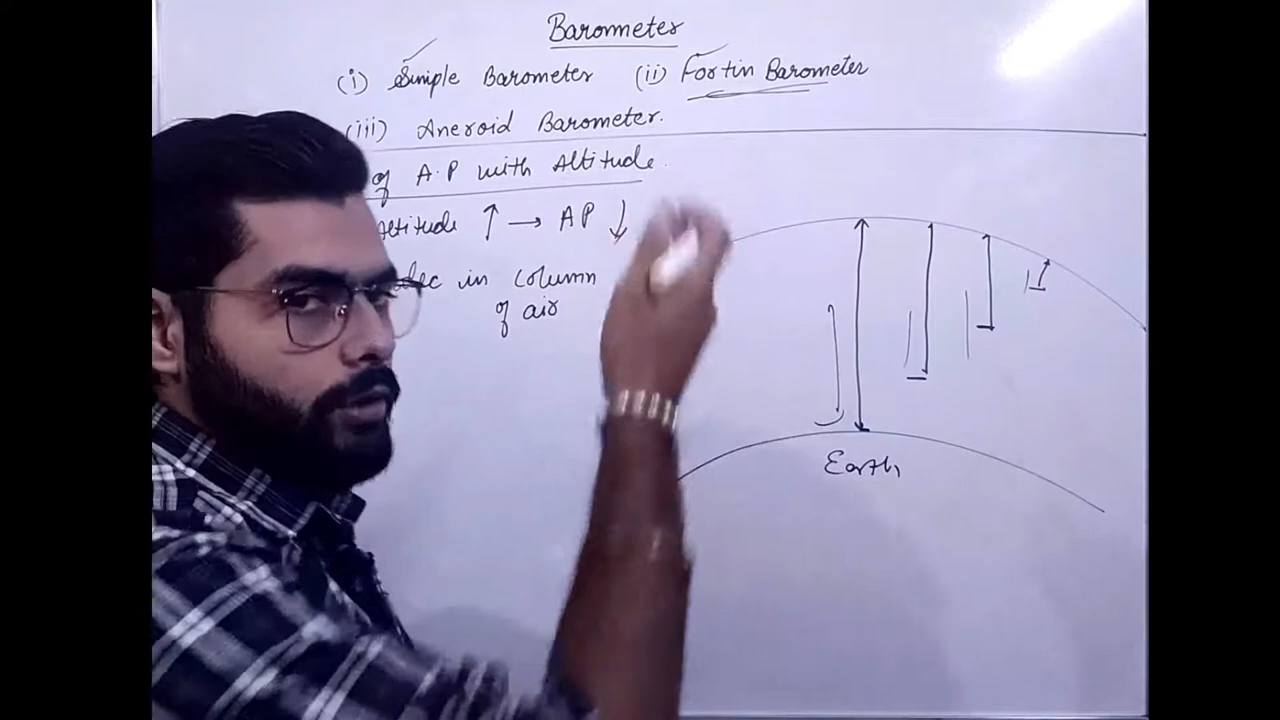 Barometer
(i) Simple Barometer (ii) Fortin Barometer
(iii) Aneroid Barometer.
of A.P with Altitude.
Altitude ↑ → AP ↓
dec in column
of air
Earth